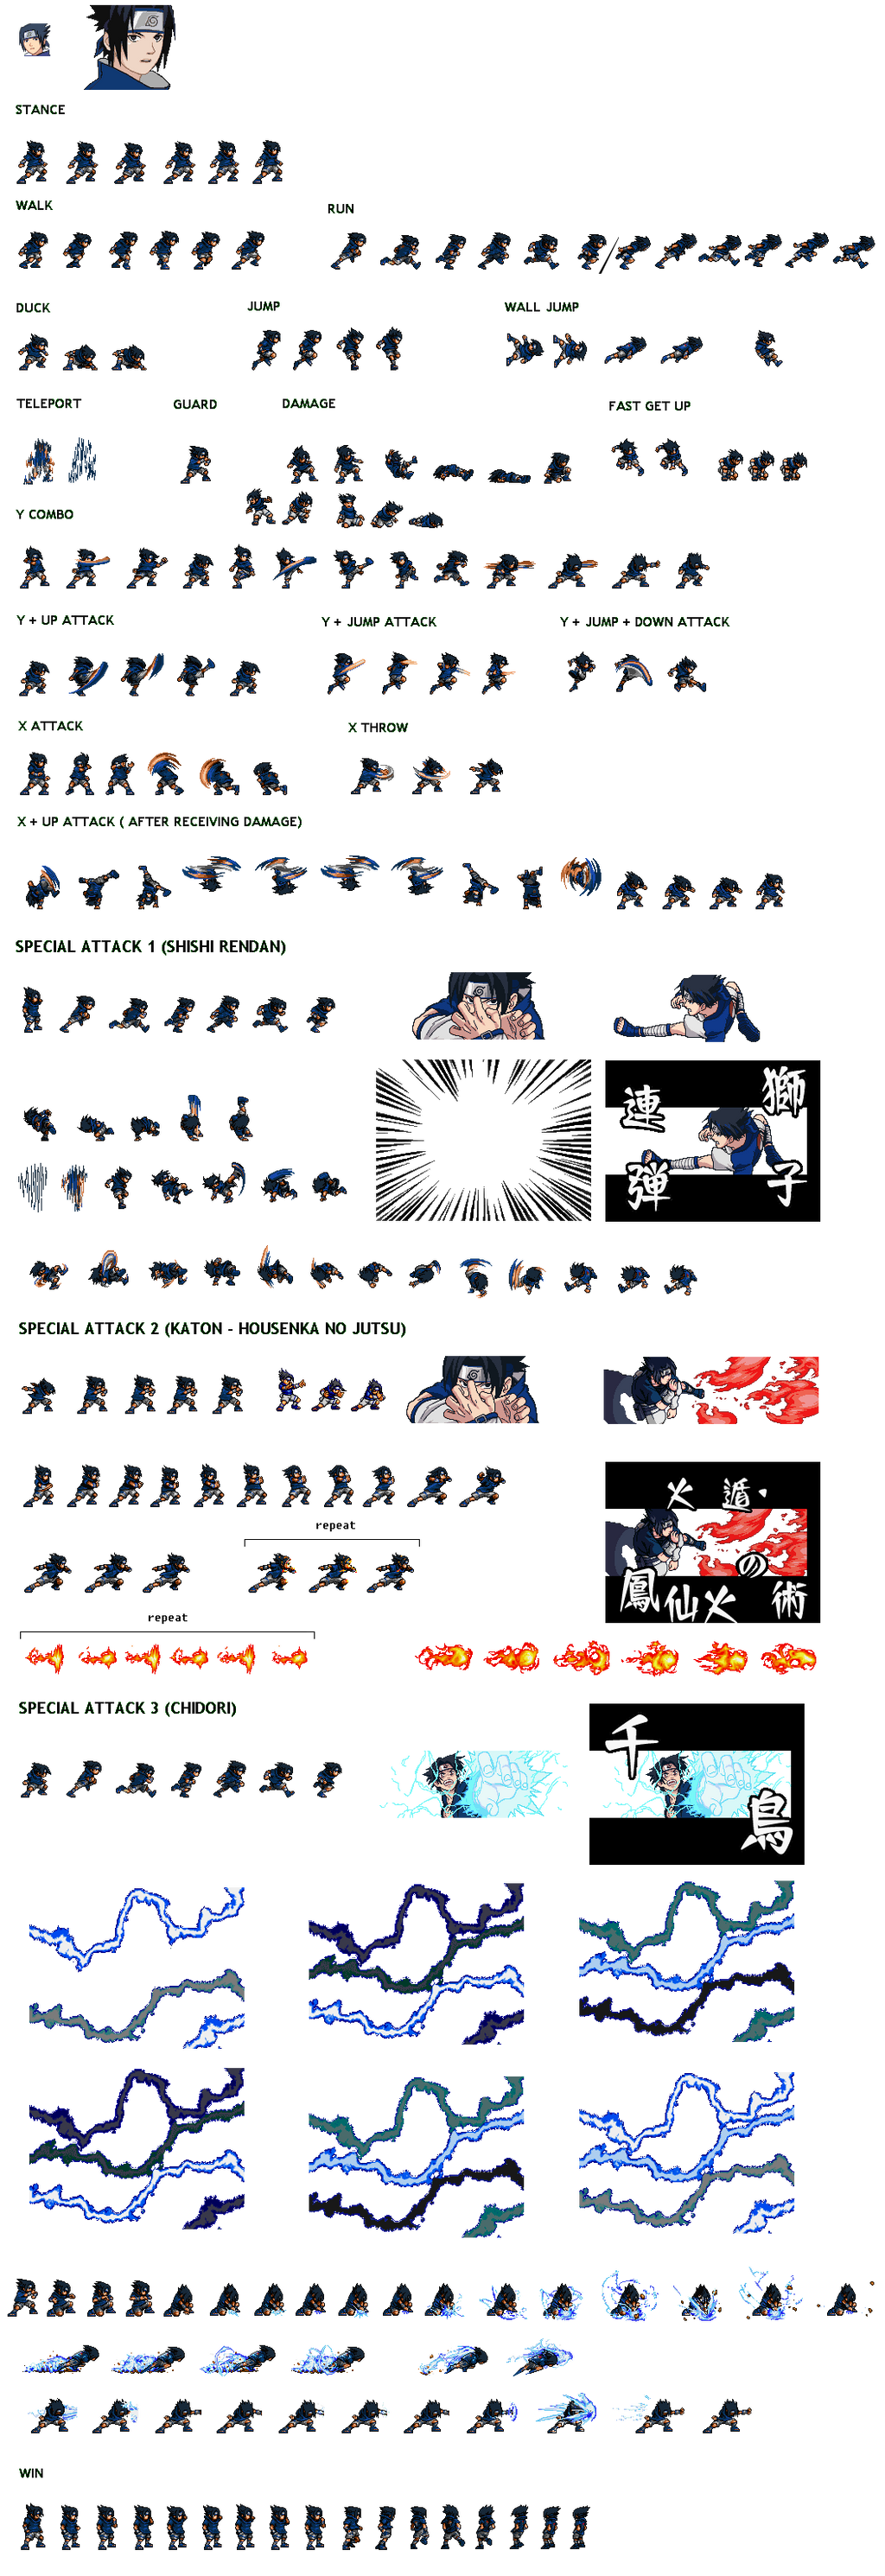 STANCE
WALK
RUN
DUCK
JUMP
WALL JUMP
TELEPORT
GUARD
DAMAGE
FAST GET UP
Y COMBO
Y + UP ATTACK
Y + JUMP ATTACK
Y + JUMP + DOWN ATTACK
X ATTACK
X THROW
X + UP ATTACK ( AFTER RECEIVING DAMAGE)
SPECIAL ATTACK 1 (SHISHI RENDAN)
獅子
連弾
SPECIAL ATTACK 2 (KATON - HOUSENKA NO JUTSU)
火遁·
鳳仙火の術
repeat
repeat
SPECIAL ATTACK 3 (CHIDORI)
千鳥
WIN